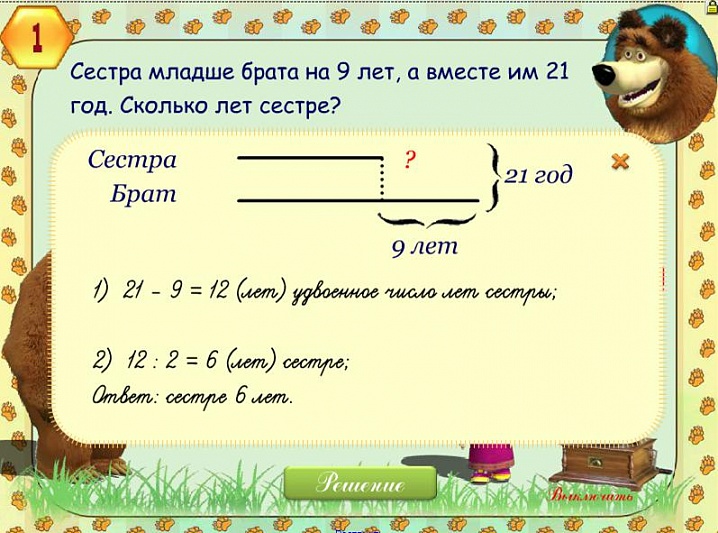 1
Сестра младше брата на 9 лет, а вместе им 21
год. Сколько лет сестре?
Сестра ?
Брат
21 год
9 лет
1) 21 - 9 = 12 (лет) удвоенное число лет сестры;
2) 12 : 2 = 6 (лет) сестре;
Ответ: сестре 6 лет.
Решение
Выключить